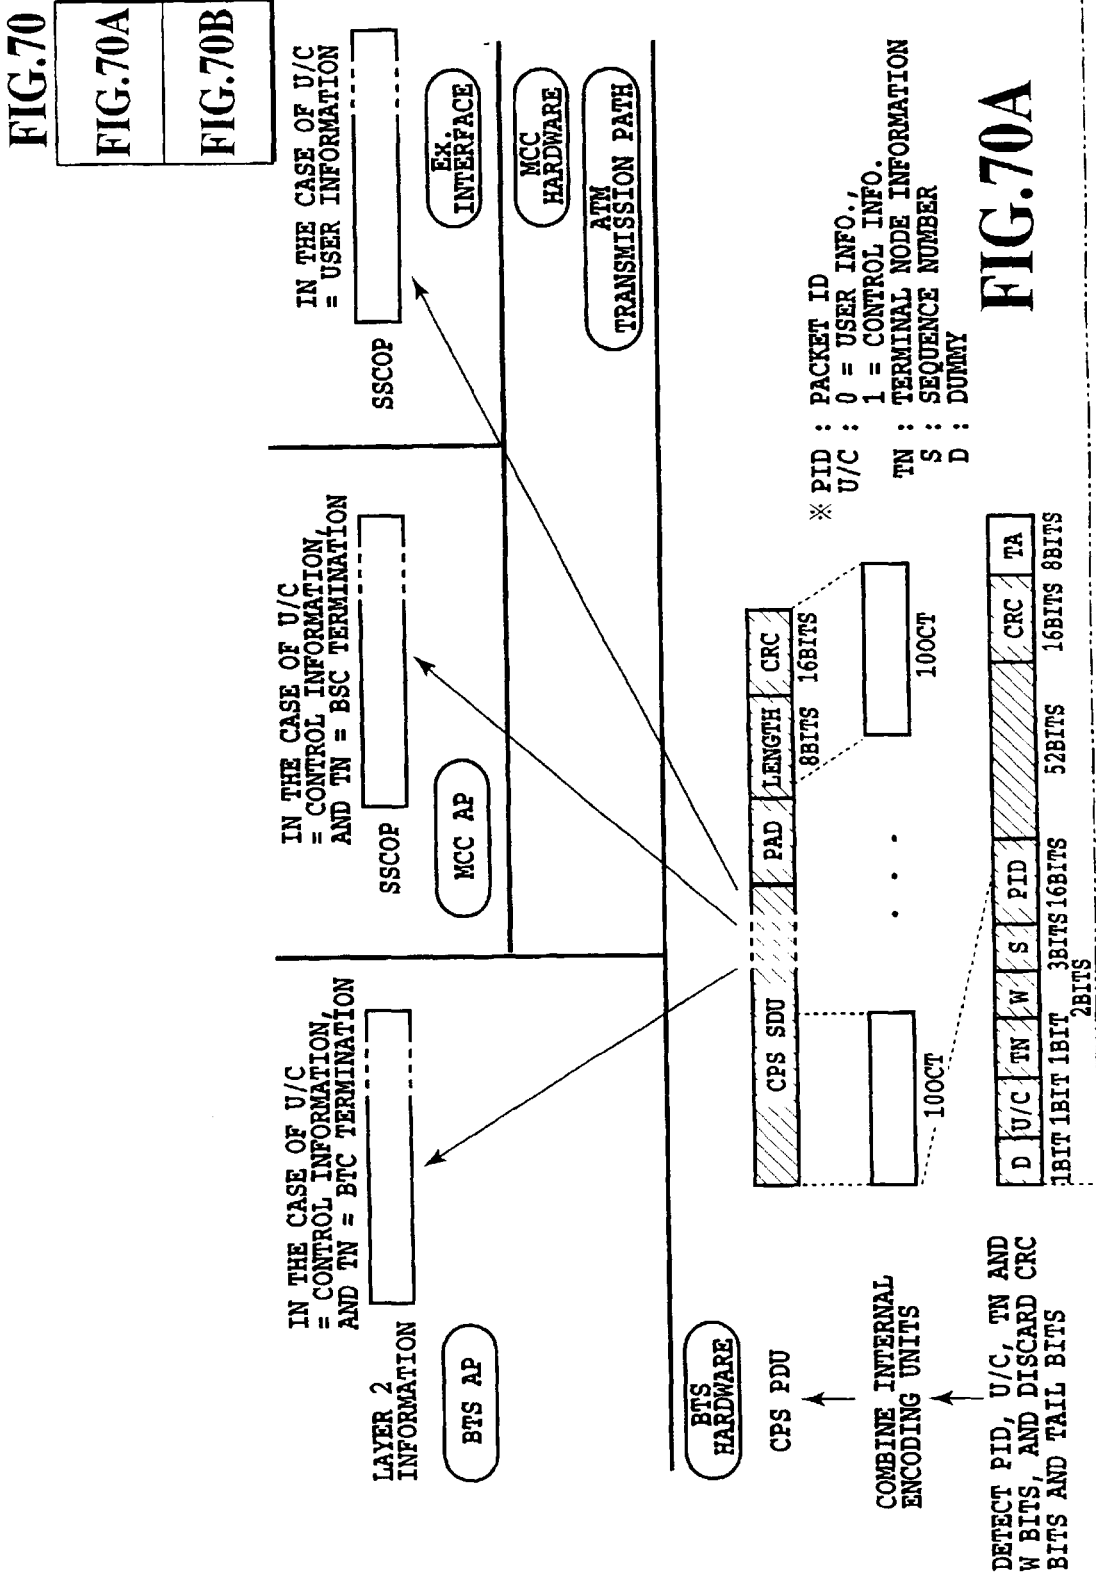 FIG.70
FIG.70A
FIG.70B
IN THE CASE OF U/C
= CONTROL INFORMATION,
AND TN = BTC TERMINATION
LAYER 2
INFORMATION
BTS AP
IN THE CASE OF U/C
= CONTROL INFORMATION,
AND TN = BSC TERMINATION
SSCOP
MCC AP
IN THE CASE OF U/C
= USER INFORMATION
SSCOP
Ex.
INTERFACE
MCC
HARDWARE
ATM
TRANSMISSION PATH
BTS
HARDWARE
CPS PDU
CPS SDU
PAD
LENGTH
CRC
8BITS
16BITS
COMBINE INTERNAL
ENCODING UNITS
10OCT
· · ·
10OCT
DETECT PID, U/C, TN AND
W BITS, AND DISCARD CRC
BITS AND TAIL BITS
D
U/C
TN
W
S
PID
CRC
TA
1BIT
1BIT
1BIT
2BITS
3BITS
16BITS
52BITS
16BITS
8BITS
※ PID : PACKET ID
U/C : 0 = USER INFO.,
1 = CONTROL INFO.
TN : TERMINAL NODE INFORMATION
S : SEQUENCE NUMBER
D : DUMMY
FIG.70A